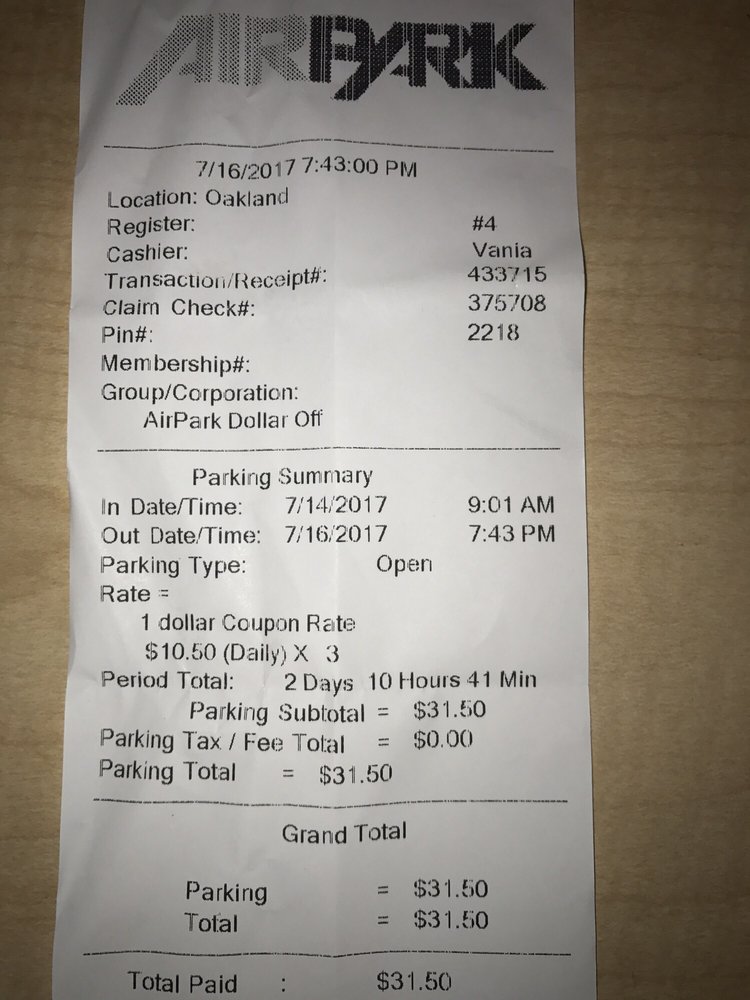 AIRPARK
7/16/2017 7:43:00 PM
Location: Oakland
Register: #4
Cashier: Vania
Transaction/Receipt#: 433715
Claim Check#: 375708
Pin#: 2218
Membership#:
Group/Corporation:
AirPark Dollar Off
Parking Summary
In Date/Time: 7/14/2017 9:01 AM
Out Date/Time: 7/16/2017 7:43 PM
Parking Type: Open
Rate =
1 dollar Coupon Rate
$10.50 (Daily) X 3
Period Total: 2 Days 10 Hours 41 Min
Parking Subtotal = $31.50
Parking Tax / Fee Total = $0.00
Parking Total = $31.50
Grand Total
Parking = $31.50
Total = $31.50
Total Paid : $31.50